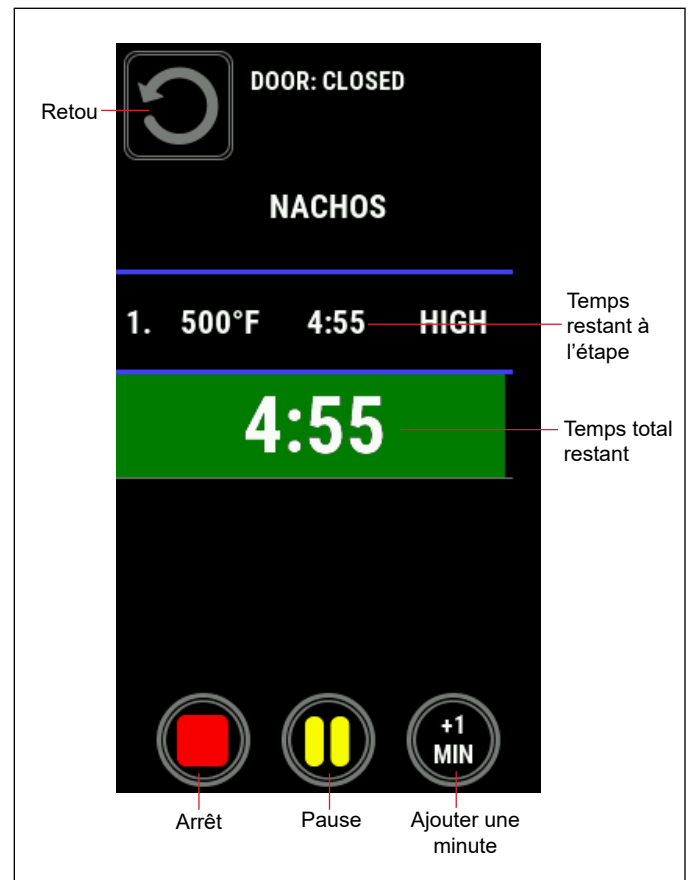 DOOR: CLOSED
Retou
NACHOS
1. 500°F 4:55 HIGH
Temps
restant à
l'étape
4:55
Temps total
restant
+1
MIN
Arrêt
Pause
Ajouter une
minute